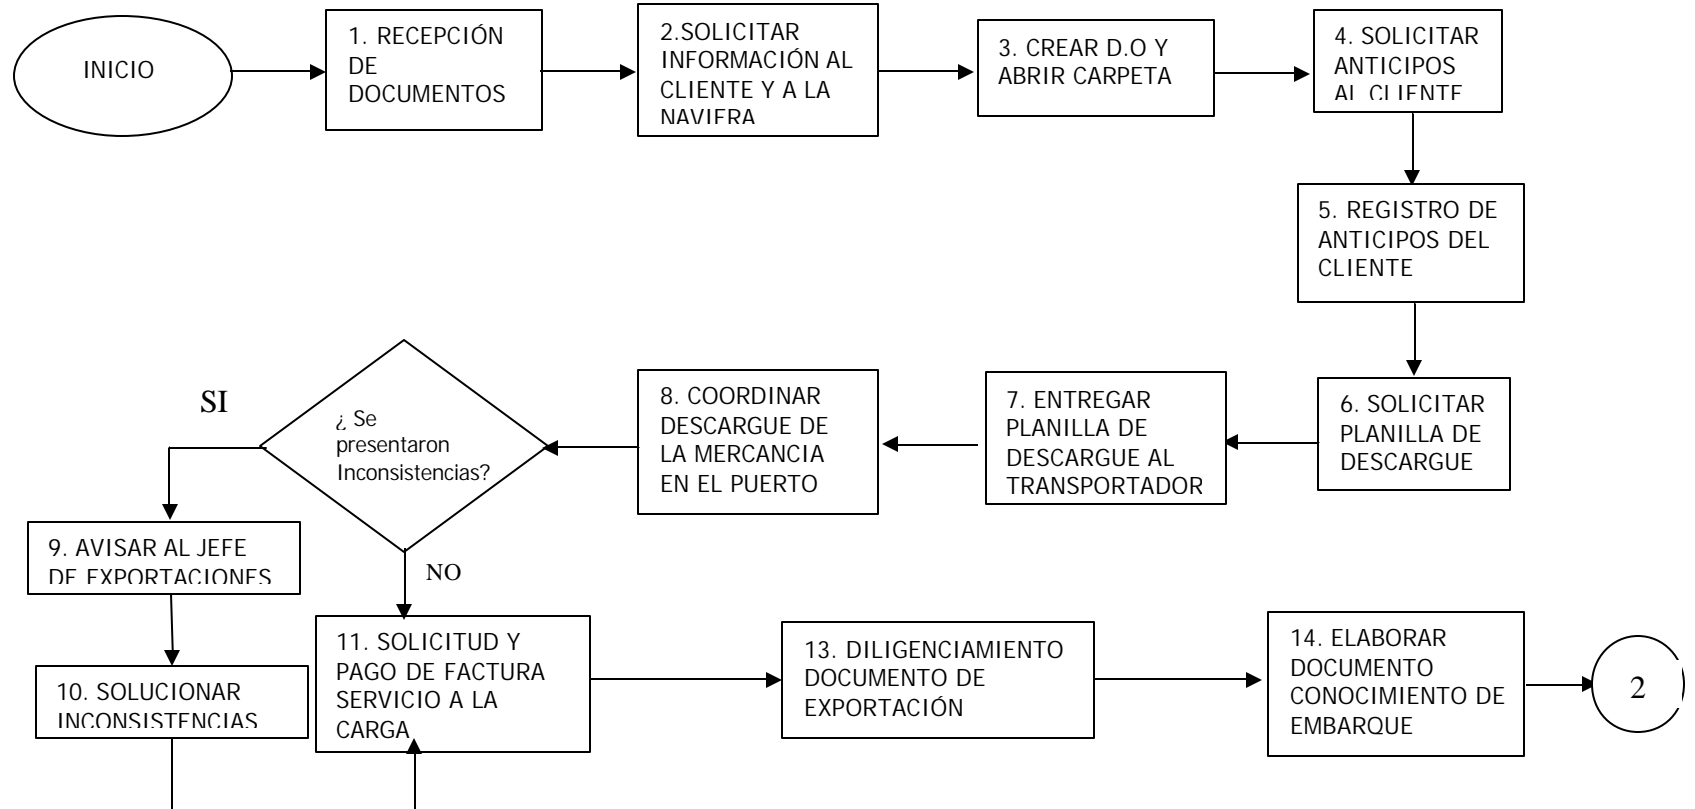 INICIO
1. RECEPCIÓN
DE
DOCUMENTOS
2.SOLICITAR
INFORMACIÓN AL
CLIENTE Y A LA
NAVIERA
3. CREAR D.O Y
ABRIR CARPETA
4. SOLICITAR
ANTICIPOS
AL CLIENTE
5. REGISTRO DE
ANTICIPOS DEL
CLIENTE
6. SOLICITAR
PLANILLA DE
DESCARGUE
7. ENTREGAR
PLANILLA DE
DESCARGUE AL
TRANSPORTADOR
8. COORDINAR
DESCARGUE DE
LA MERCANCIA
EN EL PUERTO
¿ Se
presentaron
Inconsistencias?
SI
NO
9. AVISAR AL JEFE
DE EXPORTACIONES
10. SOLUCIONAR
INCONSISTENCIAS
11. SOLICITUD Y
PAGO DE FACTURA
SERVICIO A LA
CARGA
13. DILIGENCIAMIENTO
DOCUMENTO DE
EXPORTACIÓN
14. ELABORAR
DOCUMENTO
CONOCIMIENTO DE
EMBARQUE
2